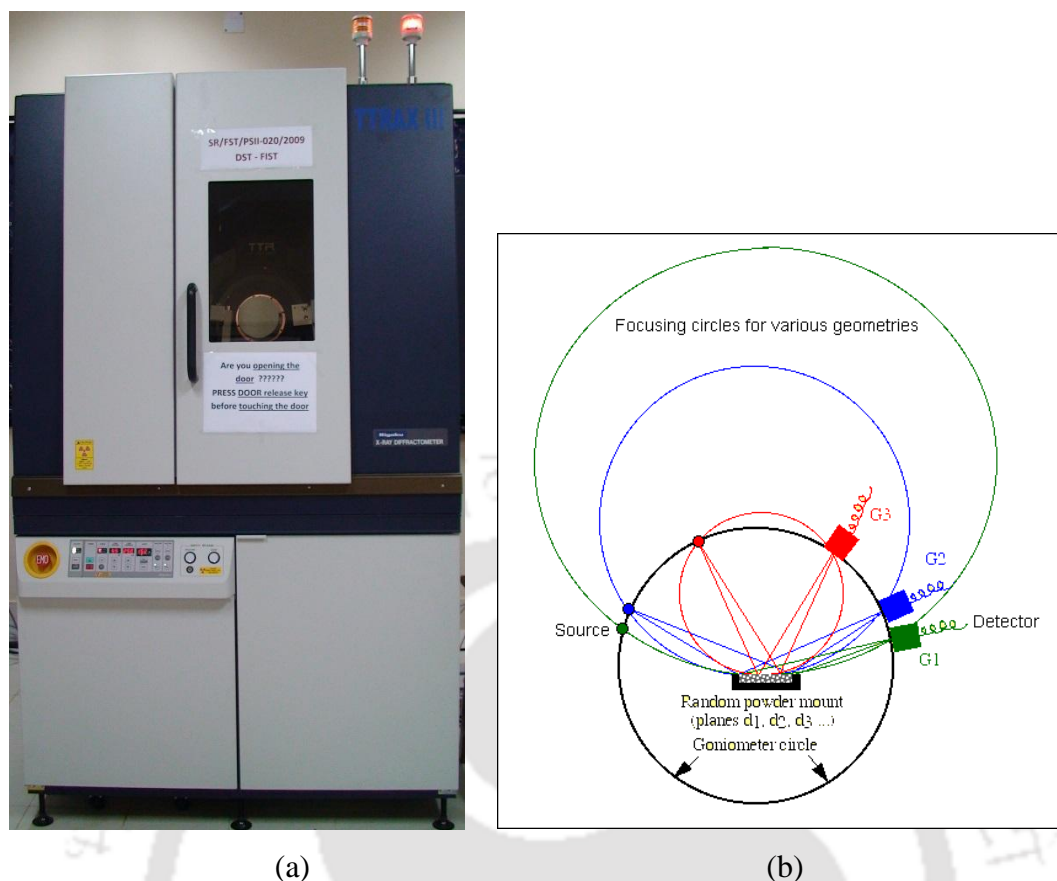 TTRAX III
SR/FST/PSII-020/2009
DST - FIST
TTR
Are you opening the
door ??????
PRESS DOOR release key
before touching the door
Rigaku
X-RAY DIFFRACTOMETER
EMO
(a)
Focusing circles for various geometries
G3
G2
Source
Detector
G1
Random powder mount
(planes d1, d2, d3 ...)
Goniometer circle
(b)